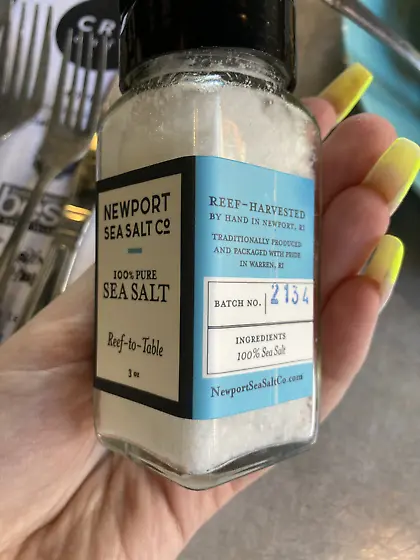 NEWPORT
SEA SALT CO
100% PURE
SEA SALT
Reef-to-Table
3 oz
REEF-HARVESTED
BY HAND IN NEWPORT, RI
TRADITIONALLY PRODUCED
AND PACKAGED WITH PRIDE
IN WARREN, RI
BATCH NO. 2134
INGREDIENTS
100% Sea Salt
NewportSeaSaltCo.com
CR